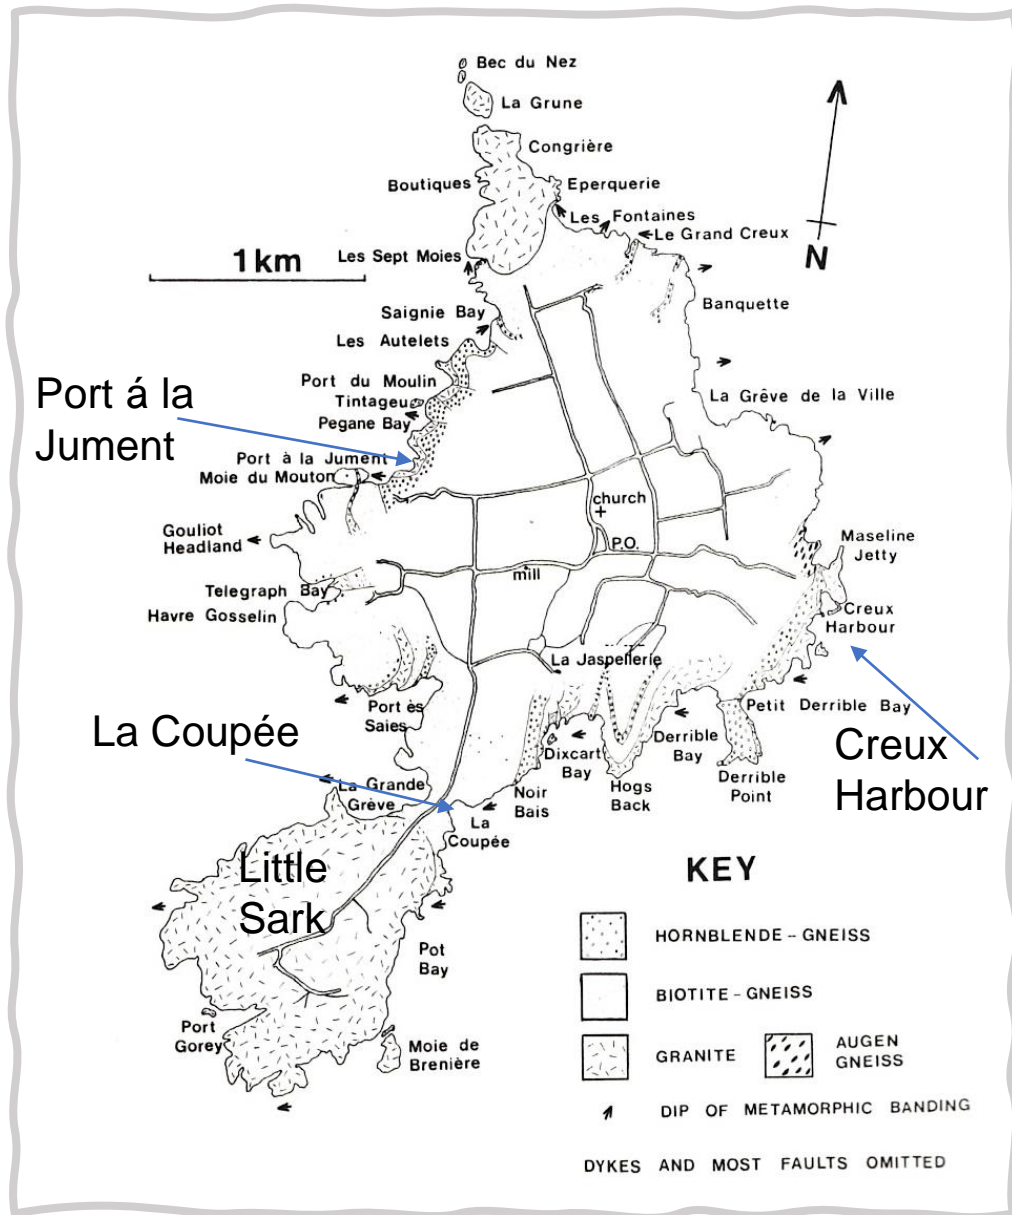 Bec du Nez
La Grune
Congrière
Boutiques
Eperquerie
Les Fontaines
Le Grand Creux
N
1km
Les Sept Moies
Banquette
Saignie Bay
Les Autelets
Port du Moulin
Tintageu
Pegane Bay
La Grêve de la Ville
Port á la
Jument
Port à la Jument
Moie du Mouton
church
Gouliot
Headland
P.O.
Maseline
Jetty
mill
Telegraph Bay
Havre Gosselin
Creux
Harbour
La Jaspellerie
Port ès
Saies
Petit Derrible Bay
La Coupée
Dixcart
Bay
Derrible
Bay
Creux
Harbour
Derrible
Point
Hogs
Back
Noir
Bais
La Grande
Grève
La
Coupée
Little
Sark
Pot
Bay
Port
Gorey
Moie de
Brenière
KEY
HORNBLENDE - GNEISS
BIOTITE - GNEISS
GRANITE
AUGEN
GNEISS
DIP OF METAMORPHIC BANDING
DYKES AND MOST FAULTS OMITTED